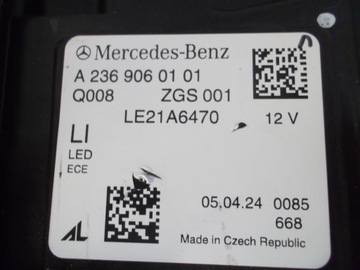 Mercedes-Benz
A 236 906 01 01
Q008 ZGS 001
LE21A6470 12 V
LI
LED
ECE
05.04.24 0085
668
AL Made in Czech Republic